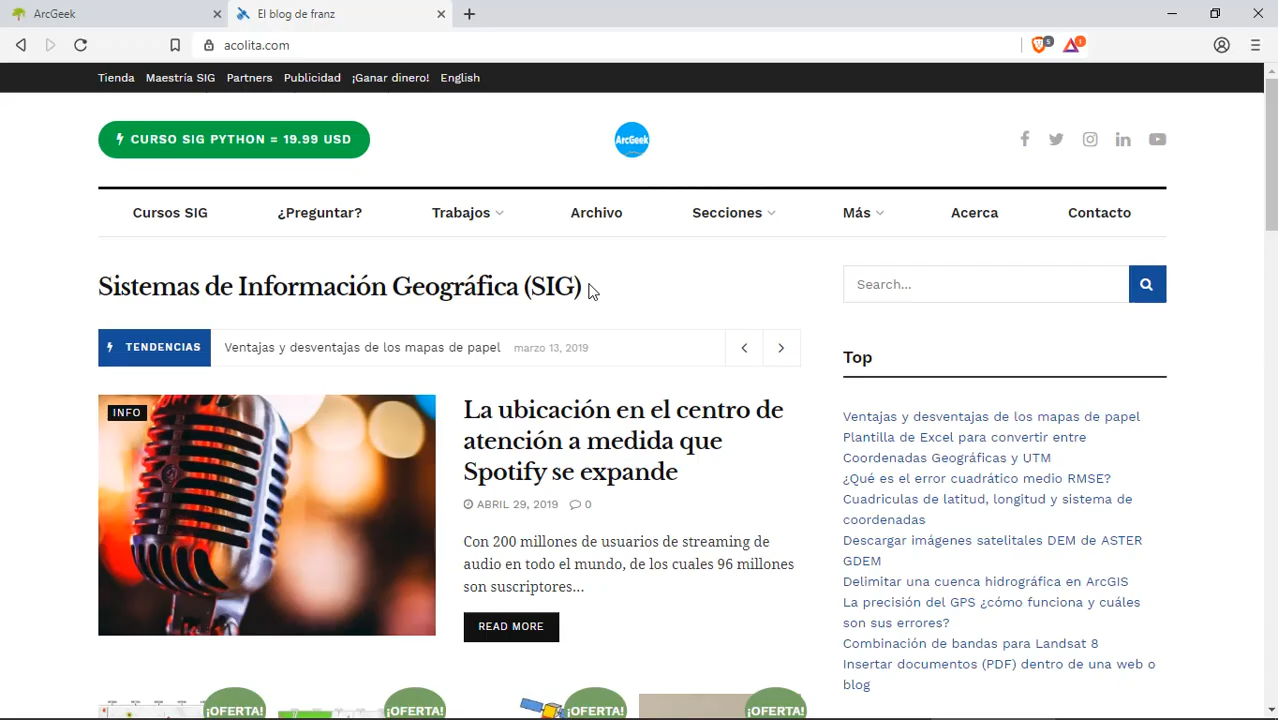 ArcGeek
El blog de franz
acolita.com
5
1
Tienda Maestría SIG Partners Publicidad ¡Ganar dinero! English
CURSO SIG PYTHON = 19.99 USD
ArcGeek
Cursos SIG ¿Preguntar? Trabajos Archivo Secciones Más Acerca Contacto
Sistemas de Información Geográfica (SIG)
Search...
TENDENCIAS Ventajas y desventajas de los mapas de papel marzo 13, 2019
INFO
La ubicación en el centro de
atención a medida que
Spotify se expande
ABRIL 29, 2019 0
Con 200 millones de usuarios de streaming de
audio en todo el mundo, de los cuales 96 millones
son suscriptores...
READ MORE
Top
Ventajas y desventajas de los mapas de papel
Plantilla de Excel para convertir entre
Coordenadas Geográficas y UTM
¿Qué es el error cuadrático medio RMSE?
Cuadriculas de latitud, longitud y sistema de
coordenadas
Descargar imágenes satelitales DEM de ASTER
GDEM
Delimitar una cuenca hidrográfica en ArcGIS
La precisión del GPS ¿cómo funciona y cuáles
son sus errores?
Combinación de bandas para Landsat 8
Insertar documentos (PDF) dentro de una web o
blog
¡OFERTA! ¡OFERTA! ¡OFERTA! ¡OFERTA!